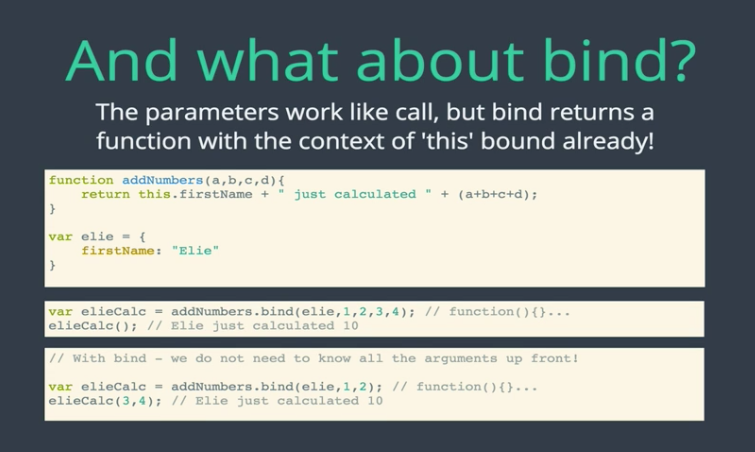 And what about bind?
The parameters work like call, but bind returns a
function with the context of 'this' bound already!
function addNumbers(a,b,c,d){
    return this.firstName + " just calculated " + (a+b+c+d);
}
var elie = {
    firstName: "Elie"
}
var elieCalc = addNumbers.bind(elie,1,2,3,4); // function(){}...
elieCalc(); // Elie just calculated 10
// With bind - we do not need to know all the arguments up front!
var elieCalc = addNumbers.bind(elie,1,2); // function(){}...
elieCalc(3,4); // Elie just calculated 10